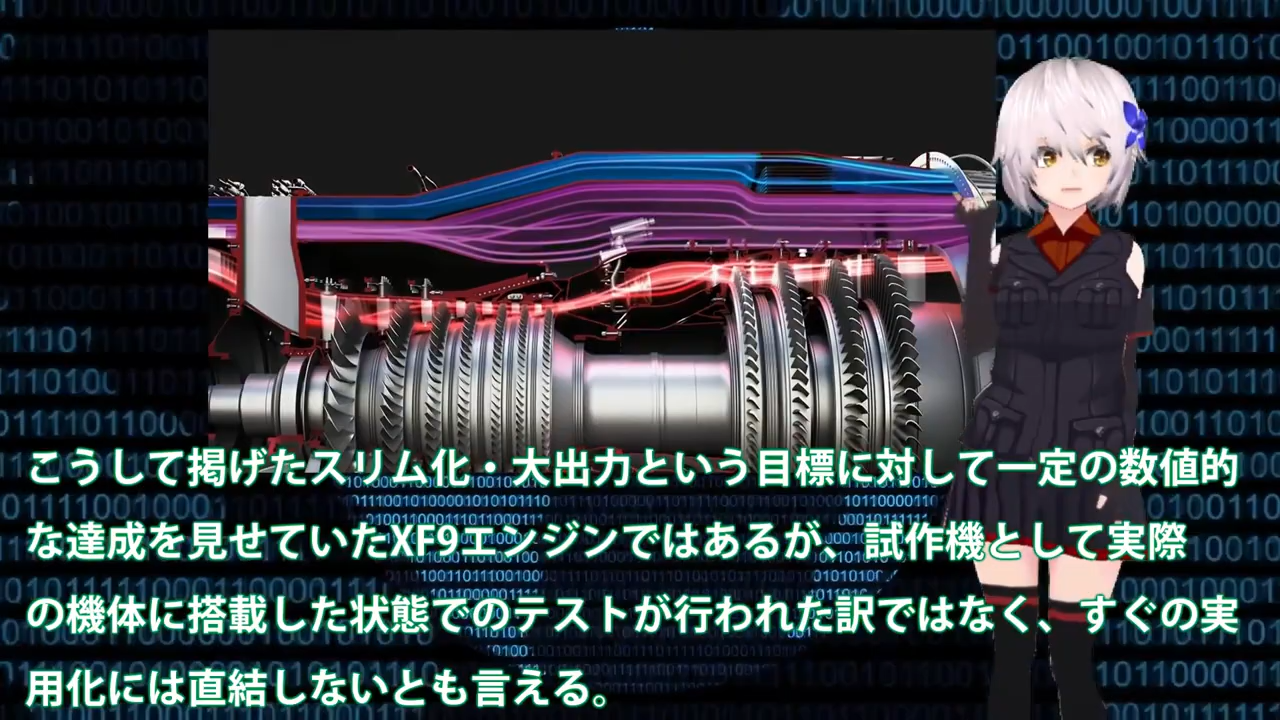 こうして掲げたスリム化・大出力という目標に対して一定の数値的
な達成を見せていたXF9エンジンではあるが、試作機として実際
の機体に搭載した状態でのテストが行われた訳ではなく、すぐの実
用化には直結しないとも言える。